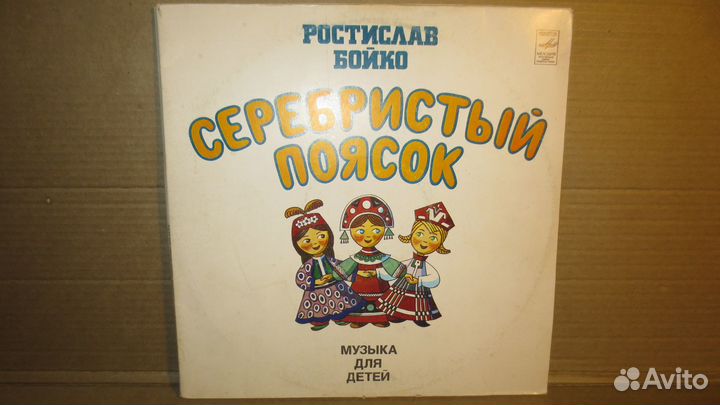 РОСТИСЛАВ
БОЙКО
СЕРЕБРИСТЫЙ
ПОЯСОК
МУЗЫКА
ДЛЯ
ДЕТЕЙ
Avito